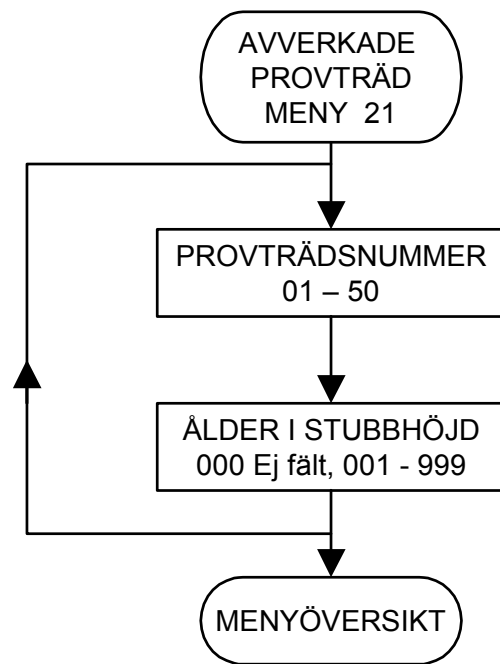 AVVERKADE
PROVTRÄD
MENY 21
PROVTRÄDSNUMMER
01 – 50
ÅLDER I STUBBHÖJD
000 Ej fält, 001 - 999
MENYÖVERSIKT